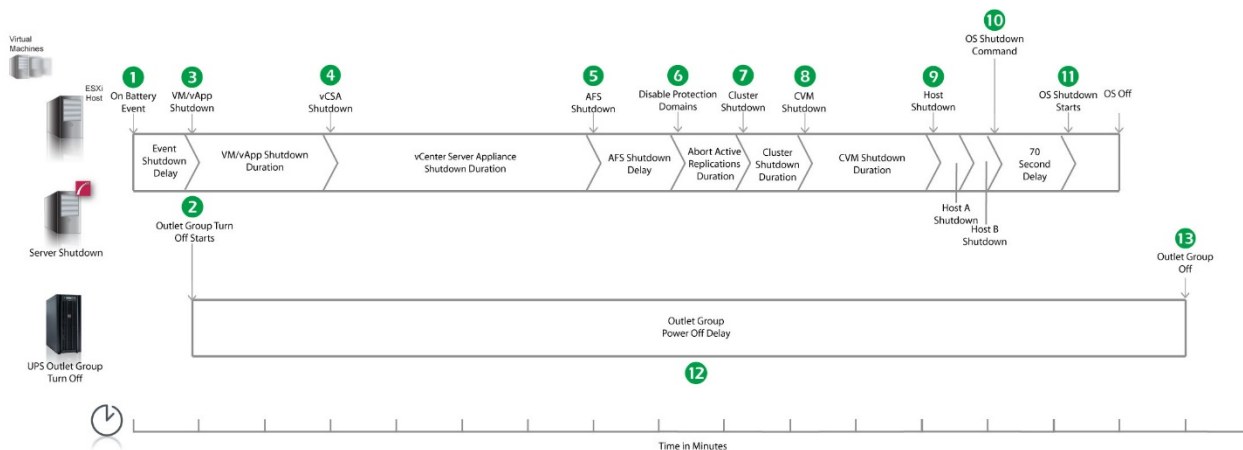 Virtual
Machines
ESXi
Host
1
On Battery
Event
3
VM/vApp
Shutdown
4
vCSA
Shutdown
5
AFS
Shutdown
6
Disable Protection
Domains
7
Cluster
Shutdown
8
CVM
Shutdown
9
Host
Shutdown
10
OS Shutdown
Command
11
OS Shutdown
Starts
OS Off
Event
Shutdown
Delay
VM/vApp Shutdown
Duration
vCenter Server Appliance
Shutdown Duration
AFS Shutdown
Delay
Abort Active
Replications
Duration
Cluster
Shutdown
Duration
CVM Shutdown
Duration
70
Second
Delay
Host A
Shutdown
Host B
Shutdown
2
Outlet Group Turn
Off Starts
Server Shutdown
13
Outlet Group
Off
Outlet Group
Power Off Delay
UPS Outlet Group
Turn Off
12
Time in Minutes